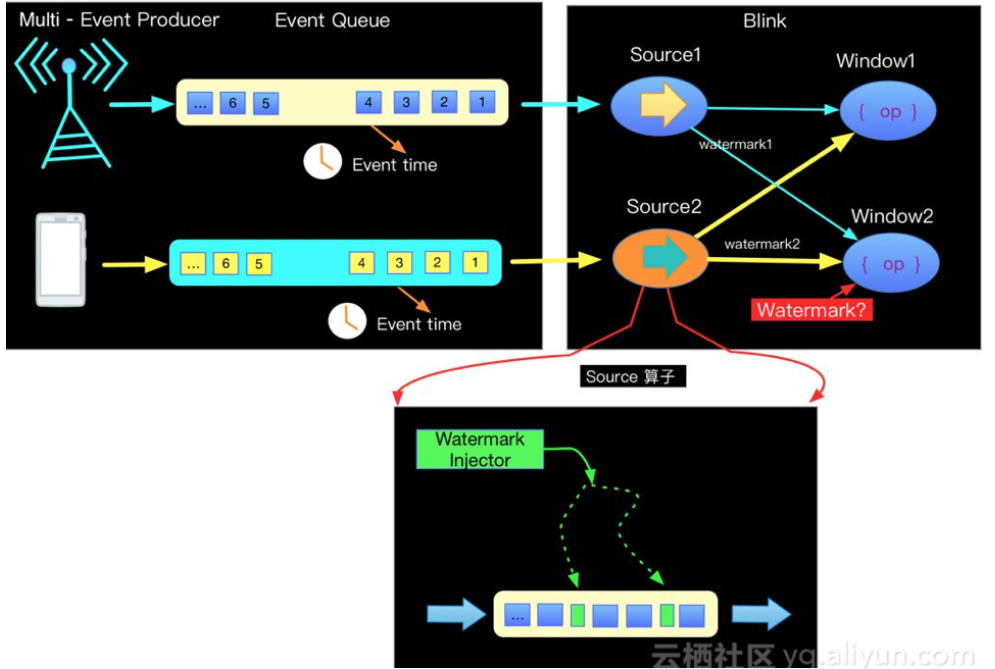 Multi - Event Producer
Event Queue
... 6 5 4 3 2 1
Event time
... 6 5 4 3 2 1
Event time
Blink
Source1
Window1
{ op }
watermark1
Source2
Window2
watermark2
{ op }
Watermark?
Source 算子
Watermark
Injector
...
云栖社区 yq.aliyun.com